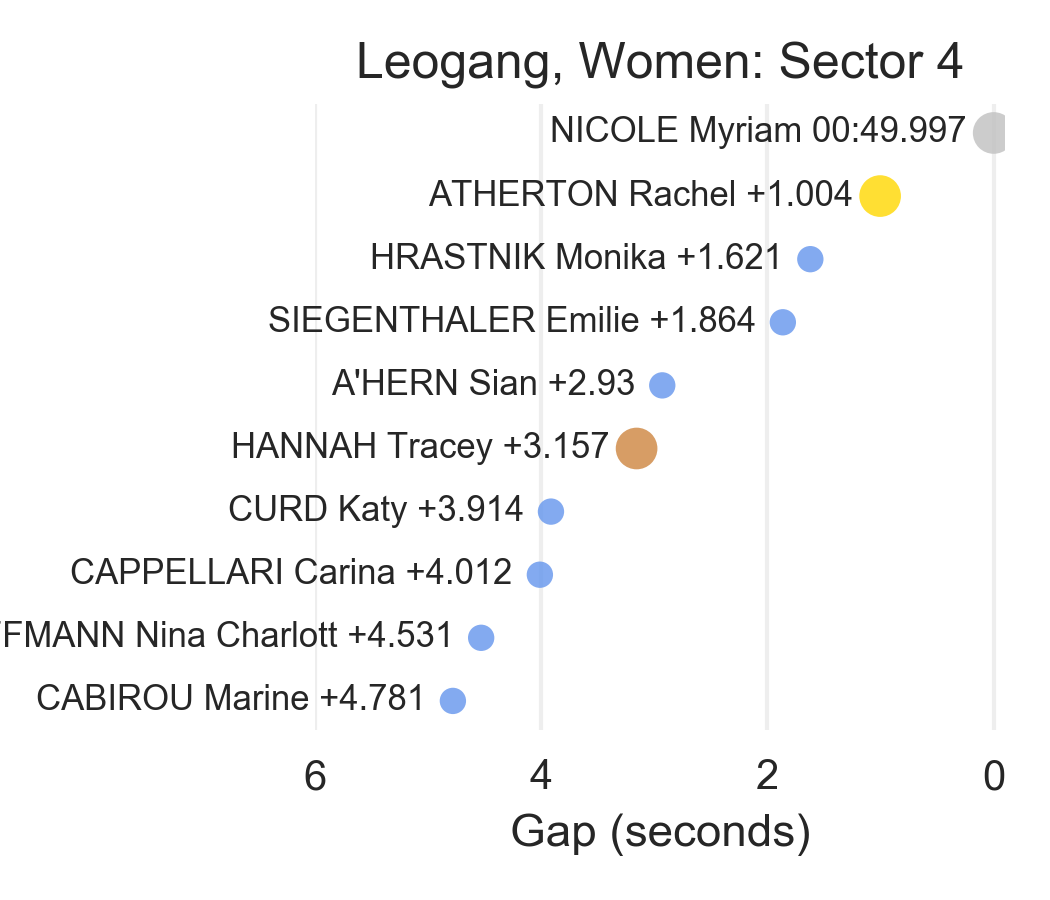 Leogang, Women: Sector 4
NICOLE Myriam 00:49.997
ATHERTON Rachel +1.004
HRASTNIK Monika +1.621
SIEGENTHALER Emilie +1.864
A'HERN Sian +2.93
HANNAH Tracey +3.157
CURD Katy +3.914
CAPPELLARI Carina +4.012
FMANN Nina Charlott +4.531
CABIROU Marine +4.781
6 4 2 0
Gap (seconds)